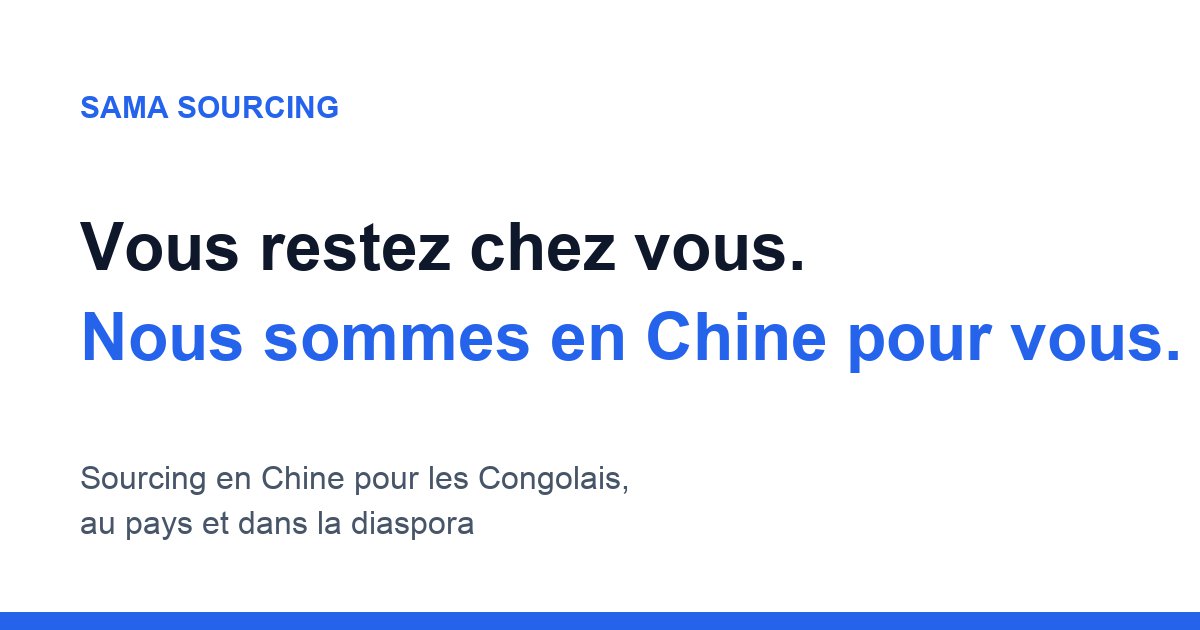 SAMA SOURCING
Vous restez chez vous.
Nous sommes en Chine pour vous.
Sourcing en Chine pour les Congolais,
au pays et dans la diaspora